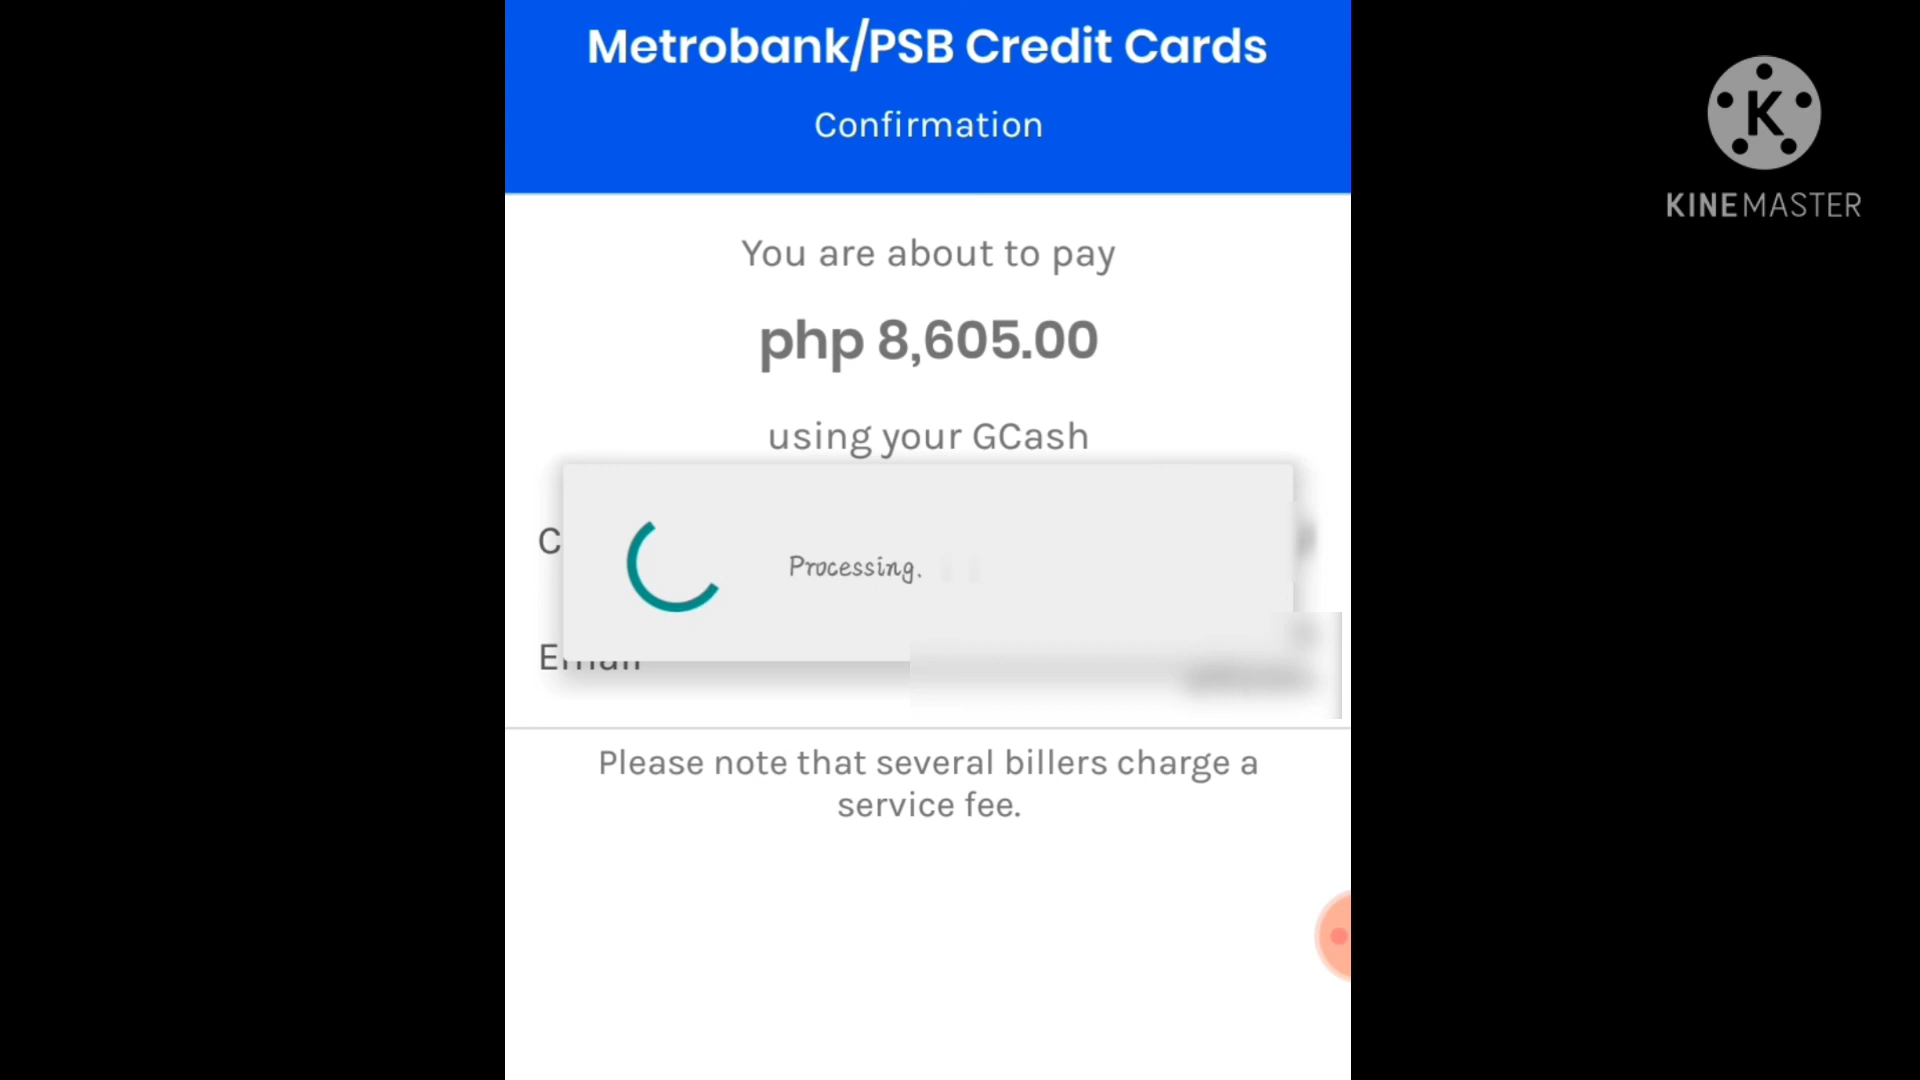 Metrobank/PSB Credit Cards
Confirmation
K
KINEMASTER
You are about to pay
php 8,605.00
using your GCash
C
Processing.
Email
Please note that several billers charge a
service fee.